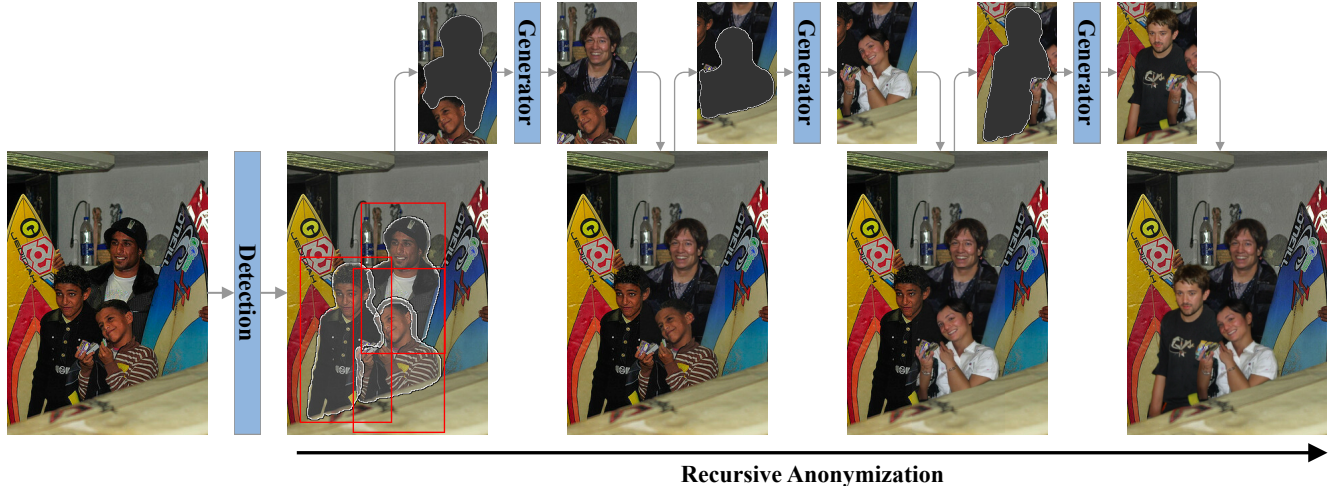 Generator
Generator
Generator
Detection
Recursive Anonymization